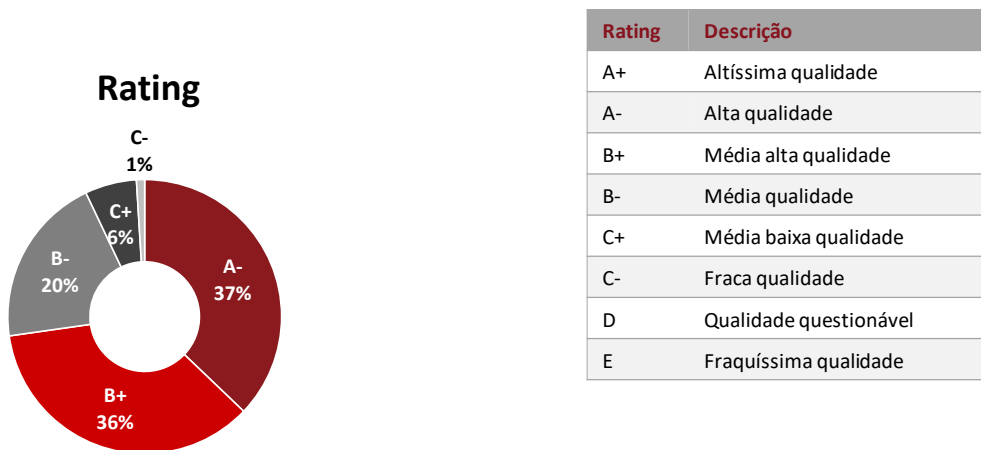 Rating
C-
1%
C+
6%
B-
20%
A-
37%
B+
36%
Rating Descrição
A+ Altíssima qualidade
A- Alta qualidade
B+ Média alta qualidade
B- Média qualidade
C+ Média baixa qualidade
C- Fraca qualidade
D Qualidade questionável
E Fraquíssima qualidade